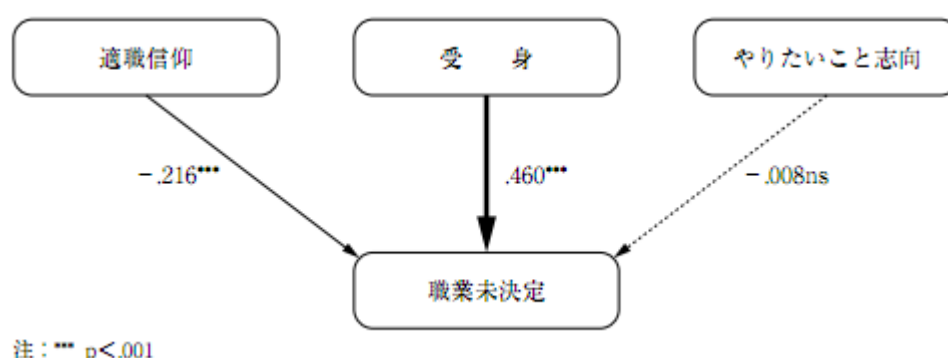 適職信仰
受　　身
やりたいこと志向
－.216***
.460***
－.008ns
職業未決定
注：*** p＜.001